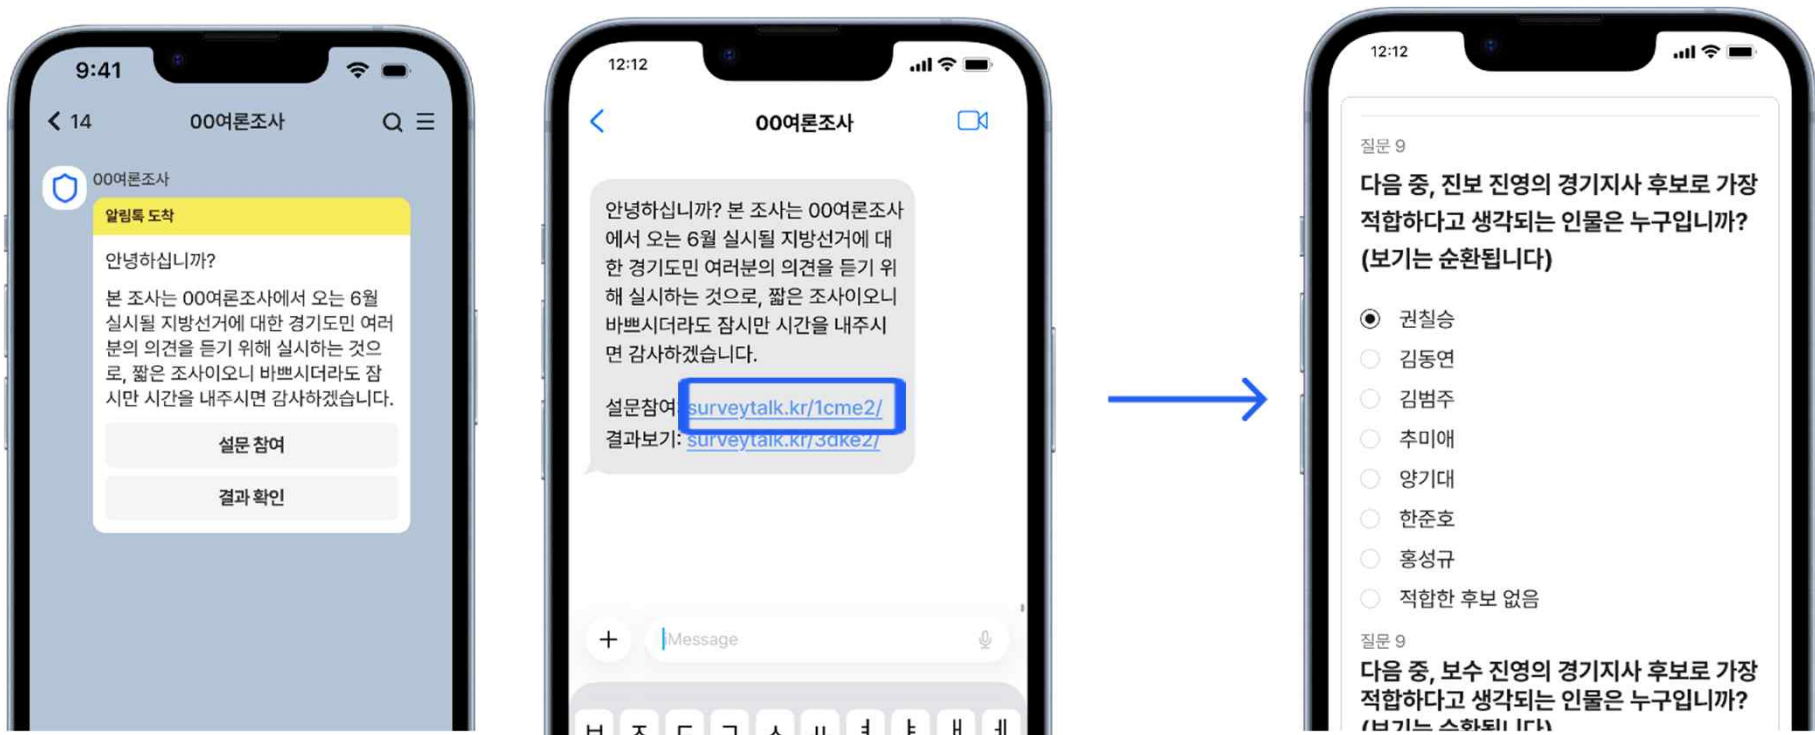 9:41
14
00여론조사
00여론조사
알림톡 도착
안녕하십니까?
본 조사는 00여론조사에서 오는 6월
실시될 지방선거에 대한 경기도민 여러
분의 의견을 듣기 위해 실시하는 것으
로, 짧은 조사이오니 바쁘시더라도 잠
시만 시간을 내주시면 감사하겠습니다.
설문 참여
결과 확인
12:12
00여론조사
안녕하십니까? 본 조사는 00여론조사
에서 오는 6월 실시될 지방선거에 대
한 경기도민 여러분의 의견을 듣기 위
해 실시하는 것으로, 짧은 조사이오니
바쁘시더라도 잠시만 시간을 내주시
면 감사하겠습니다.
설문참여: surveytalk.kr/1cme2/
결과보기: surveytalk.kr/3dke2/
iMessage
12:12
질문 9
다음 중, 진보 진영의 경기지사 후보로 가장
적합하다고 생각되는 인물은 누구입니까?
(보기는 순환됩니다)
권칠승
김동연
김범주
추미애
양기대
한준호
홍성규
적합한 후보 없음
질문 9
다음 중, 보수 진영의 경기지사 후보로 가장
적합하다고 생각되는 인물은 누구입니까?
(보기는 순환됩니다)